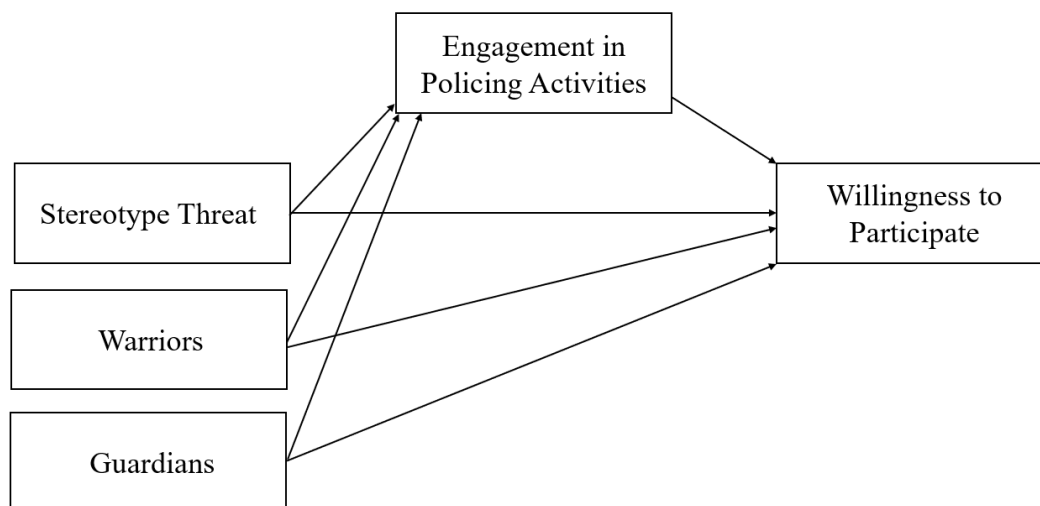 Engagement in
Policing Activities
Stereotype Threat
Willingness to
Participate
Warriors
Guardians